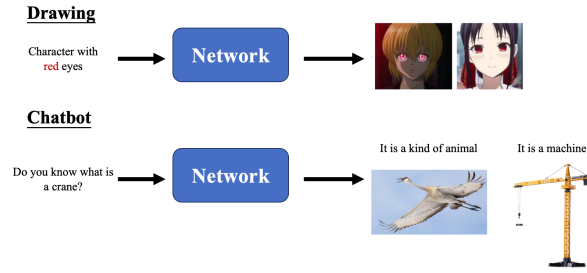 Drawing
Character with
red eyes
Network
Chatbot
Do you know what is
a crane?
Network
It is a kind of animal
It is a machine